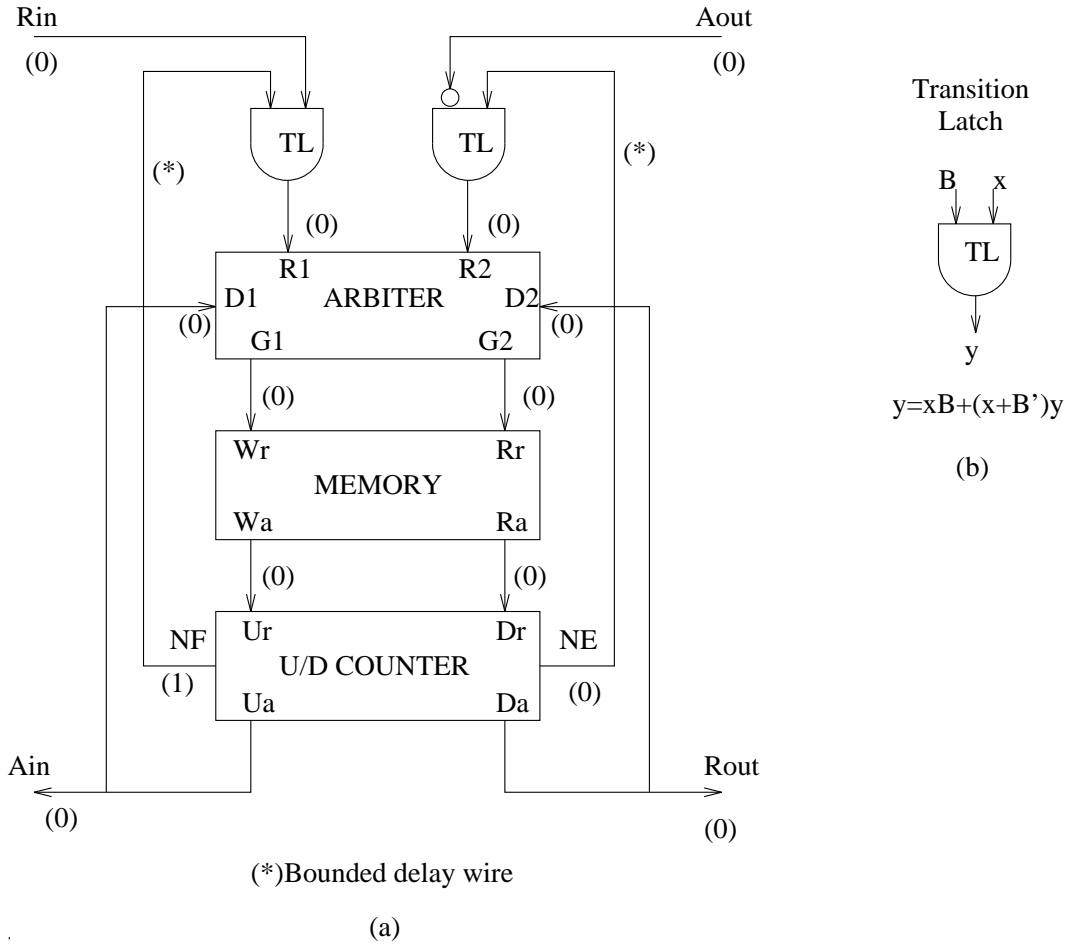 Rin
Aout
(0)
(0)
Transition
Latch
TL
TL
(*)
(*)
B
x
(0)
(0)
TL
R1
R2
D1
ARBITER
D2
(0)
(0)
G1
G2
y
(0)
(0)
y=xB+(x+B')y
Wr
Rr
(b)
MEMORY
Wa
Ra
(0)
(0)
Ur
Dr
NF
NE
U/D COUNTER
(1)
(0)
Ua
Da
Ain
Rout
(0)
(0)
(*)Bounded delay wire
(a)